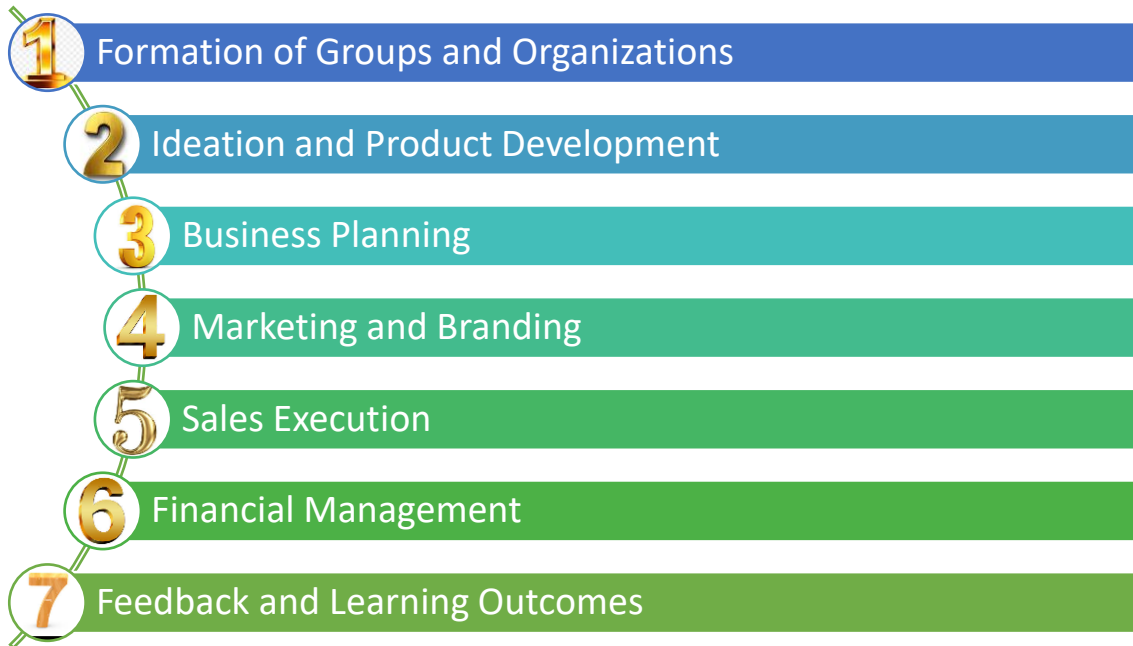 1 Formation of Groups and Organizations
2 Ideation and Product Development
3 Business Planning
4 Marketing and Branding
5 Sales Execution
6 Financial Management
7 Feedback and Learning Outcomes